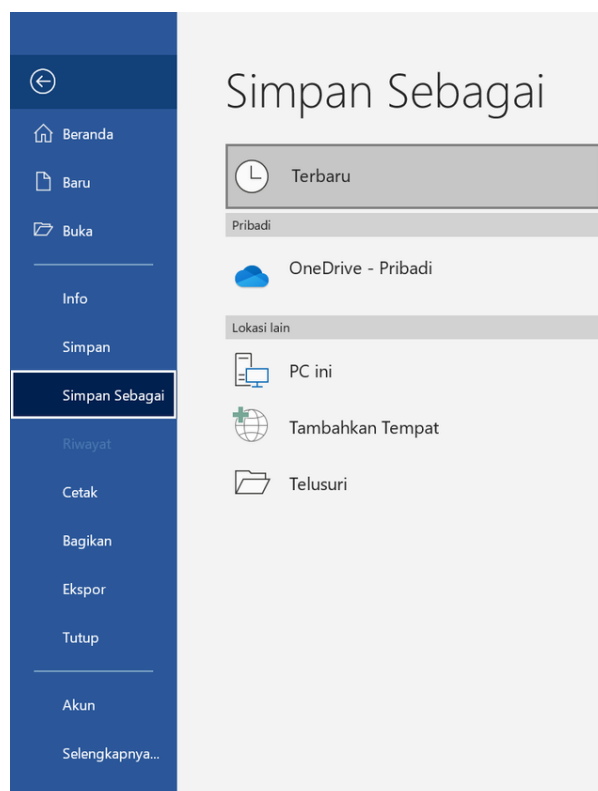 Beranda
Baru
Buka
Info
Simpan
Simpan Sebagai
Riwayat
Cetak
Bagikan
Ekspor
Tutup
Akun
Selengkapnya...
Simpan Sebagai
Terbaru
Pribadi
OneDrive - Pribadi
Lokasi lain
PC ini
Tambahkan Tempat
Telusuri